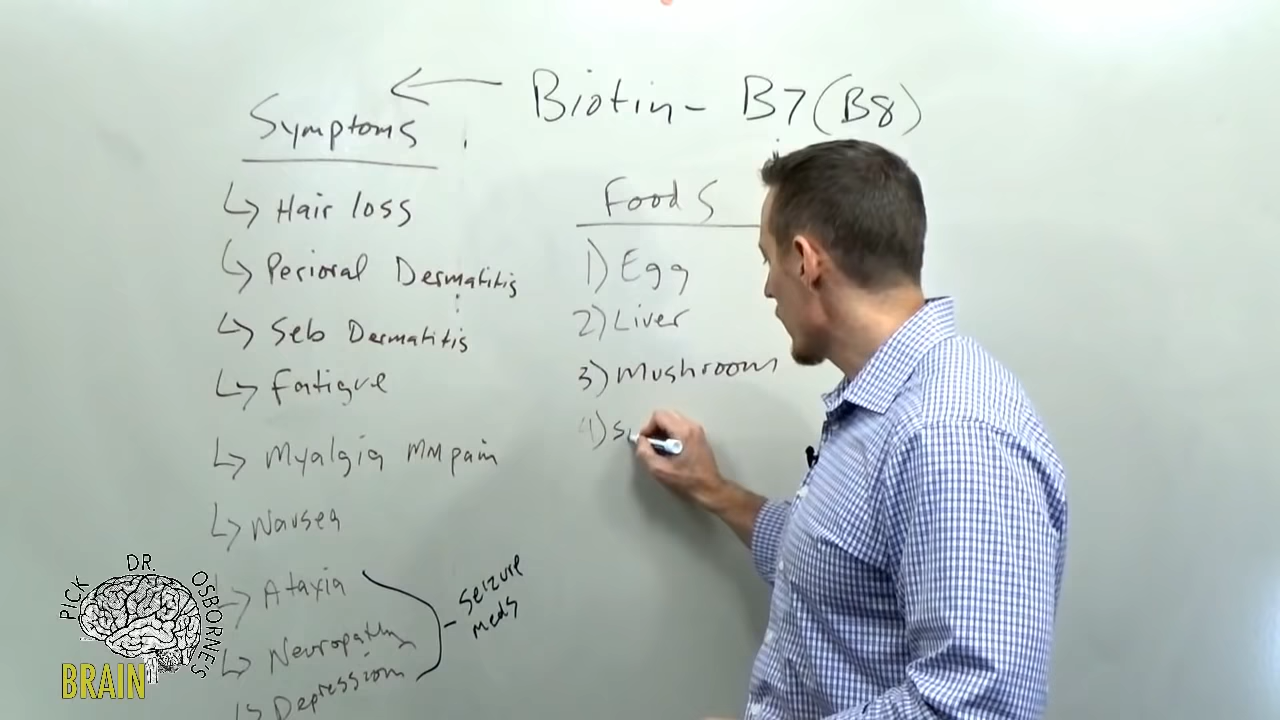 Biotin - B7 (B8)
Symptoms
↳ Hair loss
↳ Perioral Dermatitis
↳ Seb Dermatitis
↳ Fatigue
↳ Myalgia MM pain
↳ Nausea
↳ Ataxia
↳ Neuropathy
↳ Depression
seizure
meds
Foods
1) Egg
2) Liver
3) Mushroom
4) S
PICK DR. OSBORNE'S
BRAIN!!